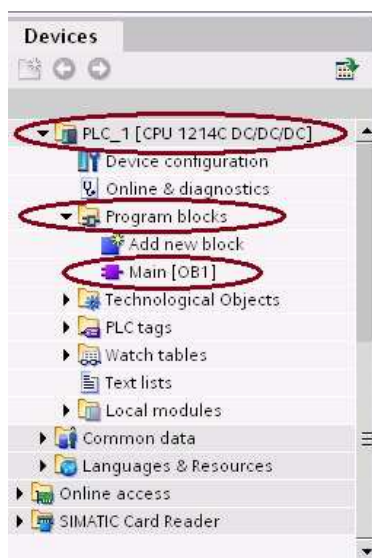 Devices
PLC_1 [CPU 1214C DC/DC/DC]
Device configuration
Online & diagnostics
Program blocks
Add new block
Main [OB1]
Technological Objects
PLC tags
Watch tables
Text lists
Local modules
Common data
Languages & Resources
Online access
SIMATIC Card Reader